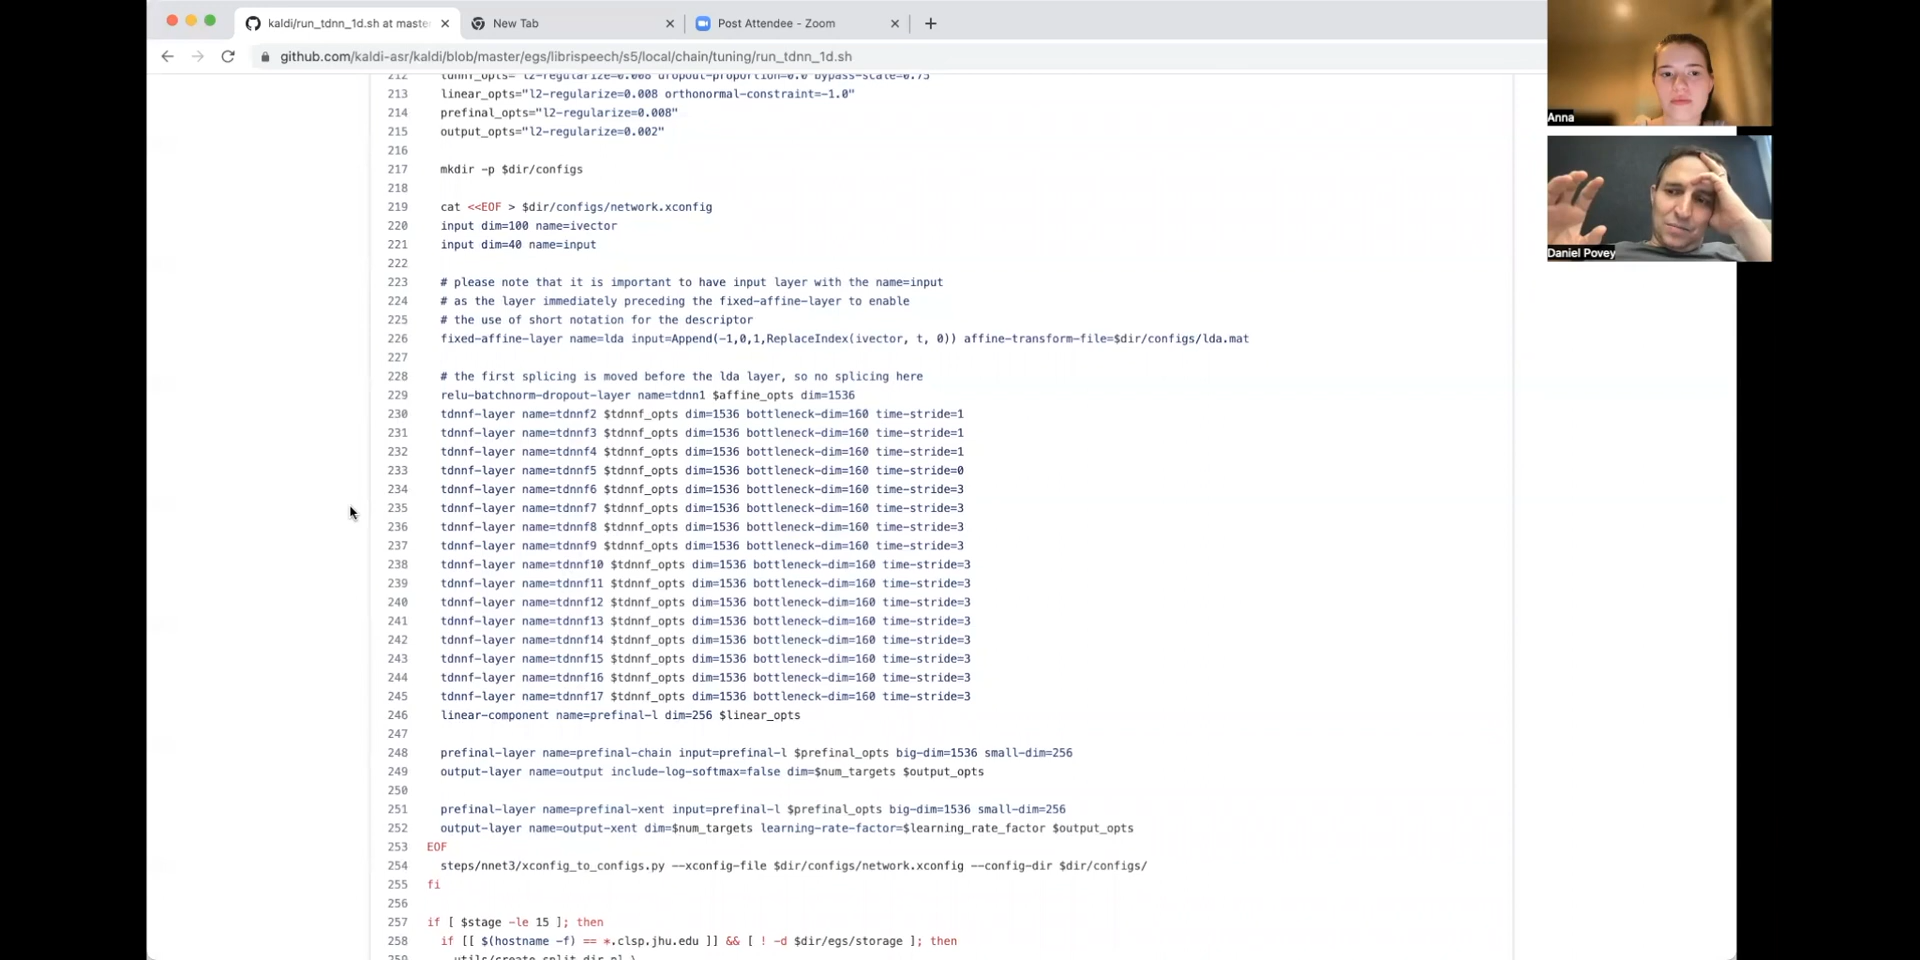 kaldi/run_tdnn_1d.sh at master
New Tab
Post Attendee - Zoom
github.com/kaldi-asr/kaldi/blob/master/egs/librispeech/s5/local/chain/tuning/run_tdnn_1d.sh
212 tdnnf_opts="l2-regularize=0.008 dropout-proportion=0.0 bypass-scale=0.75"
213 linear_opts="l2-regularize=0.008 orthonormal-constraint=-1.0"
214 prefinal_opts="l2-regularize=0.008"
215 output_opts="l2-regularize=0.002"
216
217 mkdir -p $dir/configs
218
219 cat <<EOF > $dir/configs/network.xconfig
220 input dim=100 name=ivector
221 input dim=40 name=input
222
223 # please note that it is important to have input layer with the name=input
224 # as the layer immediately preceding the fixed-affine-layer to enable
225 # the use of short notation for the descriptor
226 fixed-affine-layer name=lda input=Append(-1,0,1,ReplaceIndex(ivector, t, 0)) affine-transform-file=$dir/configs/lda.mat
227
228 # the first splicing is moved before the lda layer, so no splicing here
229 relu-batchnorm-dropout-layer name=tdnn1 $affine_opts dim=1536
230 tdnnf-layer name=tdnnf2 $tdnnf_opts dim=1536 bottleneck-dim=160 time-stride=1
231 tdnnf-layer name=tdnnf3 $tdnnf_opts dim=1536 bottleneck-dim=160 time-stride=1
232 tdnnf-layer name=tdnnf4 $tdnnf_opts dim=1536 bottleneck-dim=160 time-stride=1
233 tdnnf-layer name=tdnnf5 $tdnnf_opts dim=1536 bottleneck-dim=160 time-stride=0
234 tdnnf-layer name=tdnnf6 $tdnnf_opts dim=1536 bottleneck-dim=160 time-stride=3
235 tdnnf-layer name=tdnnf7 $tdnnf_opts dim=1536 bottleneck-dim=160 time-stride=3
236 tdnnf-layer name=tdnnf8 $tdnnf_opts dim=1536 bottleneck-dim=160 time-stride=3
237 tdnnf-layer name=tdnnf9 $tdnnf_opts dim=1536 bottleneck-dim=160 time-stride=3
238 tdnnf-layer name=tdnnf10 $tdnnf_opts dim=1536 bottleneck-dim=160 time-stride=3
239 tdnnf-layer name=tdnnf11 $tdnnf_opts dim=1536 bottleneck-dim=160 time-stride=3
240 tdnnf-layer name=tdnnf12 $tdnnf_opts dim=1536 bottleneck-dim=160 time-stride=3
241 tdnnf-layer name=tdnnf13 $tdnnf_opts dim=1536 bottleneck-dim=160 time-stride=3
242 tdnnf-layer name=tdnnf14 $tdnnf_opts dim=1536 bottleneck-dim=160 time-stride=3
243 tdnnf-layer name=tdnnf15 $tdnnf_opts dim=1536 bottleneck-dim=160 time-stride=3
244 tdnnf-layer name=tdnnf16 $tdnnf_opts dim=1536 bottleneck-dim=160 time-stride=3
245 tdnnf-layer name=tdnnf17 $tdnnf_opts dim=1536 bottleneck-dim=160 time-stride=3
246 linear-component name=prefinal-l dim=256 $linear_opts
247
248 prefinal-layer name=prefinal-chain input=prefinal-l $prefinal_opts big-dim=1536 small-dim=256
249 output-layer name=output include-log-softmax=false dim=$num_targets $output_opts
250
251 prefinal-layer name=prefinal-xent input=prefinal-l $prefinal_opts big-dim=1536 small-dim=256
252 output-layer name=output-xent dim=$num_targets learning-rate-factor=$learning_rate_factor $output_opts
253 EOF
254 steps/nnet3/xconfig_to_configs.py --xconfig-file $dir/configs/network.xconfig --config-dir $dir/configs/
255 fi
256
257 if [ $stage -le 15 ]; then
258 if [[ $(hostname -f) == *.clsp.jhu.edu ]] && [ ! -d $dir/egs/storage ]; then
259 utils/create_split_dir.pl \
Anna
Daniel Povey